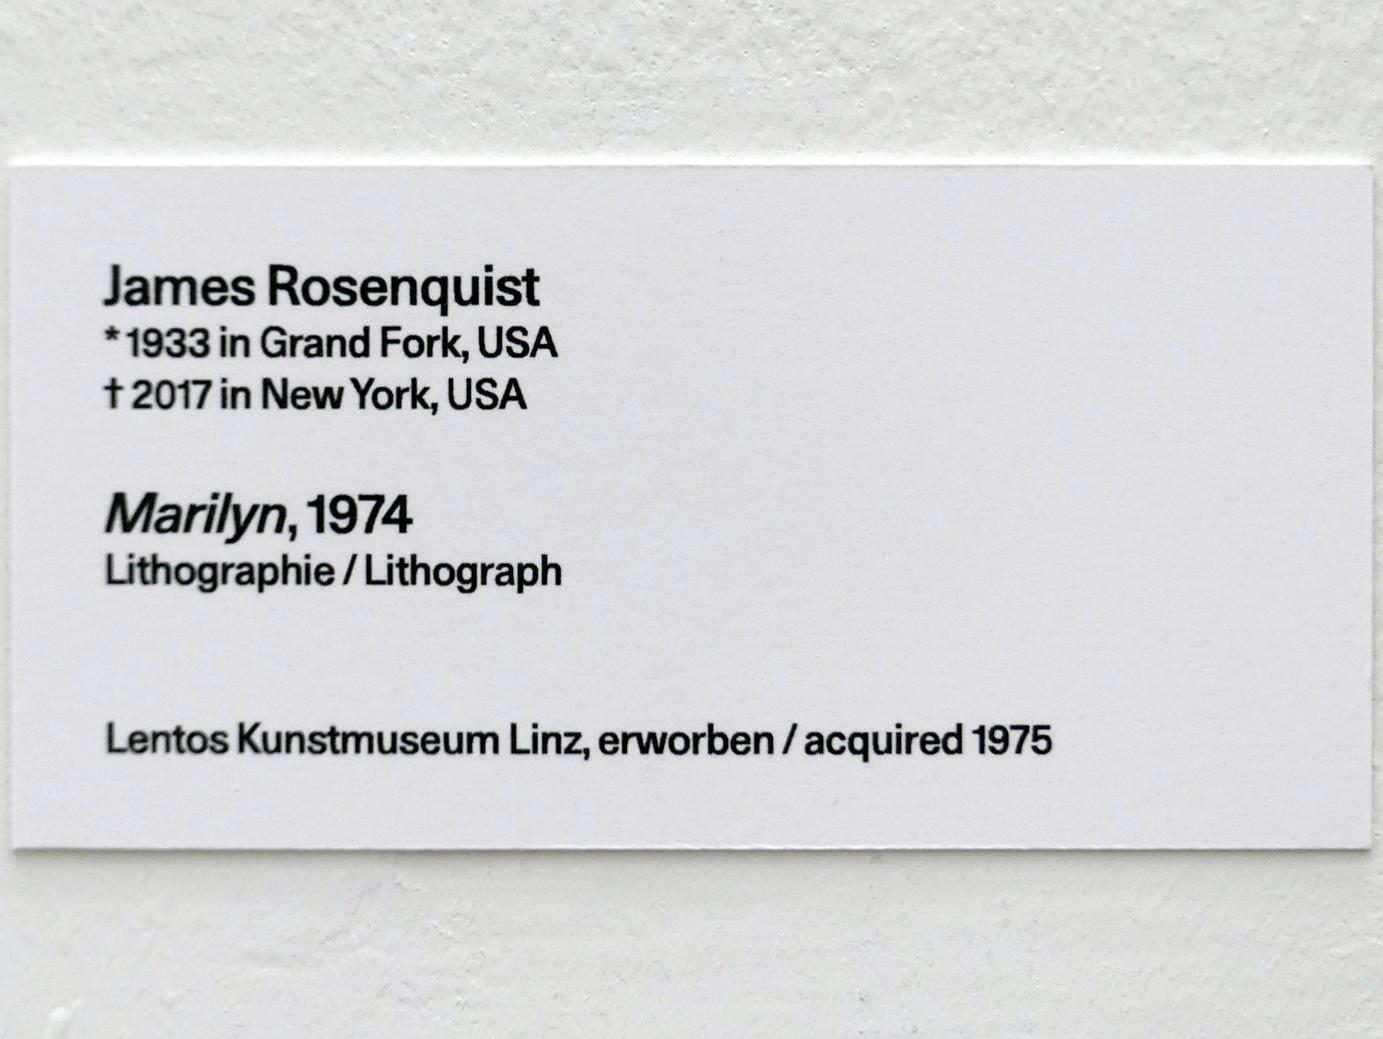 James Rosenquist
* 1933 in Grand Fork, USA
† 2017 in New York, USA
Marilyn, 1974
Lithographie / Lithograph
Lentos Kunstmuseum Linz, erworben / acquired 1975